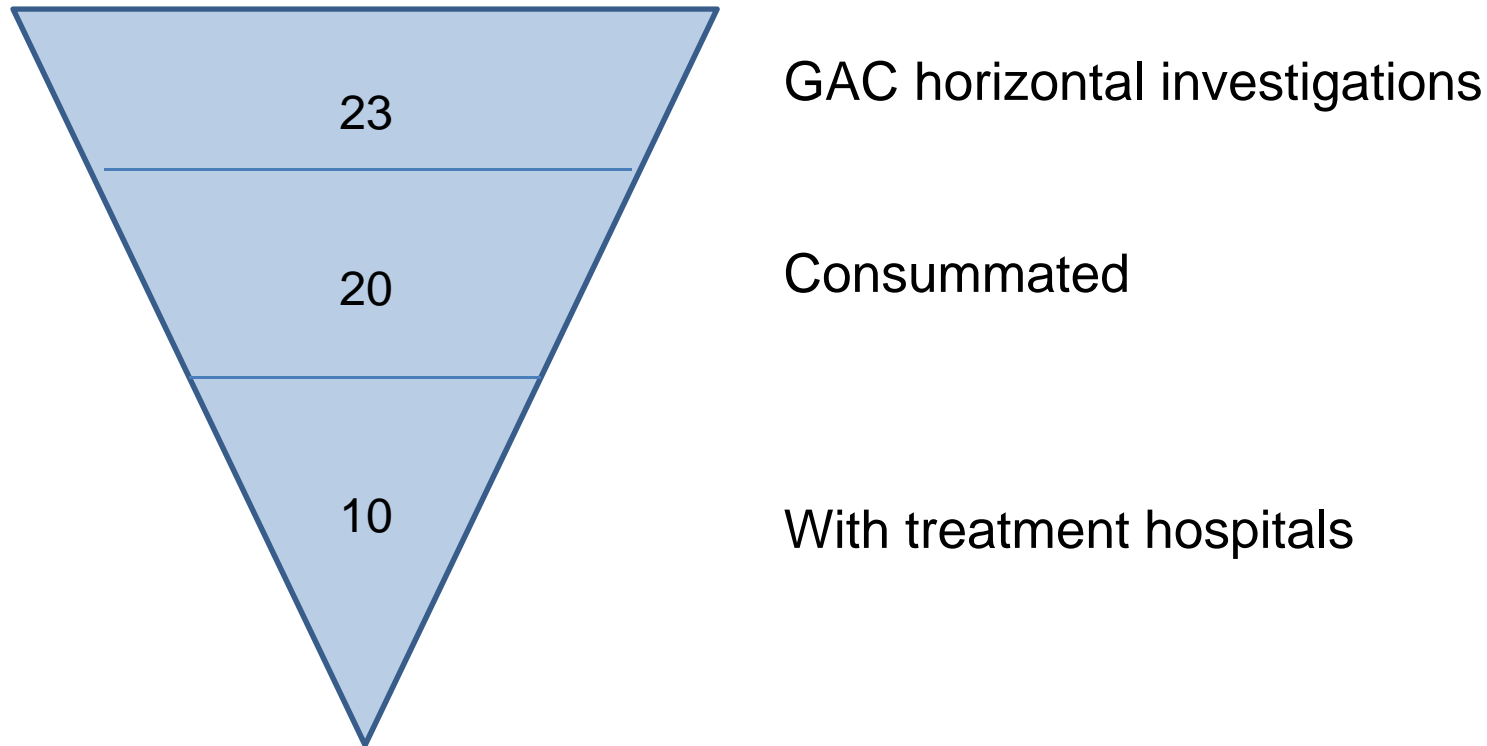 23
GAC horizontal investigations
20
Consummated
10
With treatment hospitals